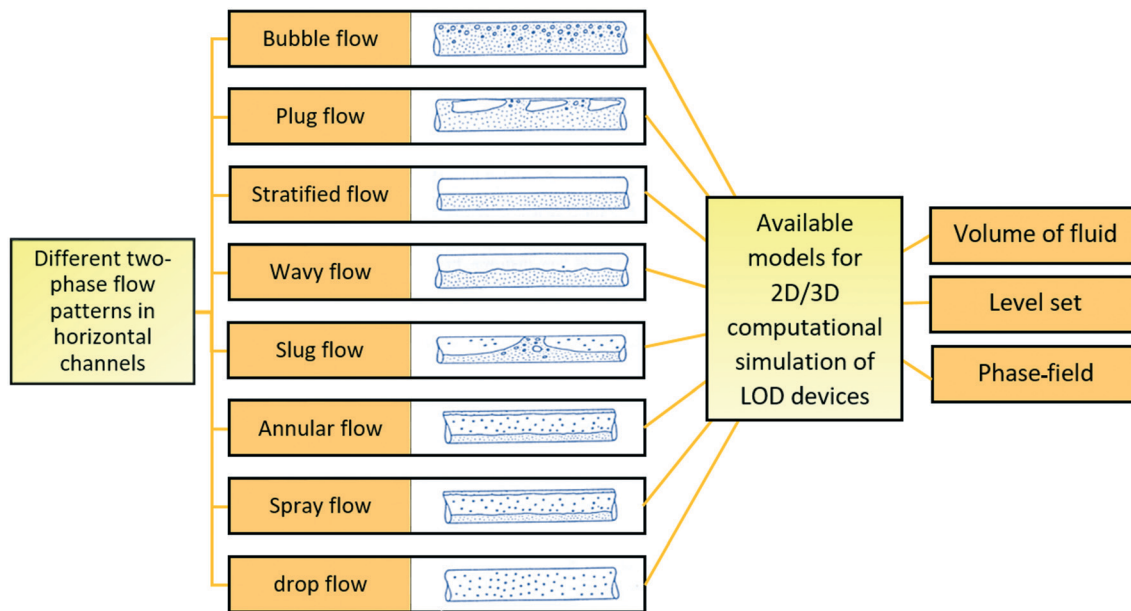 Different two-
phase flow
patterns in
horizontal
channels
Bubble flow
Plug flow
Stratified flow
Wavy flow
Slug flow
Annular flow
Spray flow
drop flow
Available
models for
2D/3D
computational
simulation of
LOD devices
Volume of fluid
Level set
Phase-field